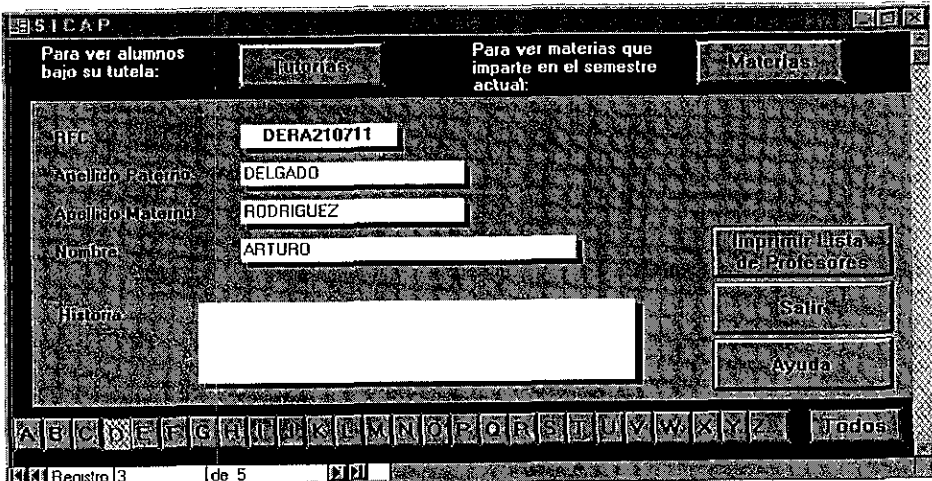 SICAP
Para ver alumnos
bajo su tutela:
Tutorias
Para ver materias que
imparte en el semestre
actual:
Materias
RFC
DERA210711
Apellido Paterno:
DELGADO
Apellido Materno:
RODRIGUEZ
Nombre
ARTURO
Historia:
Imprimir Lista
de Profesores
Salir
Ayuda
A B C D E F G H I J K L M N O P Q R S T U V W X Y Z
Todos
Registro 3 de 5